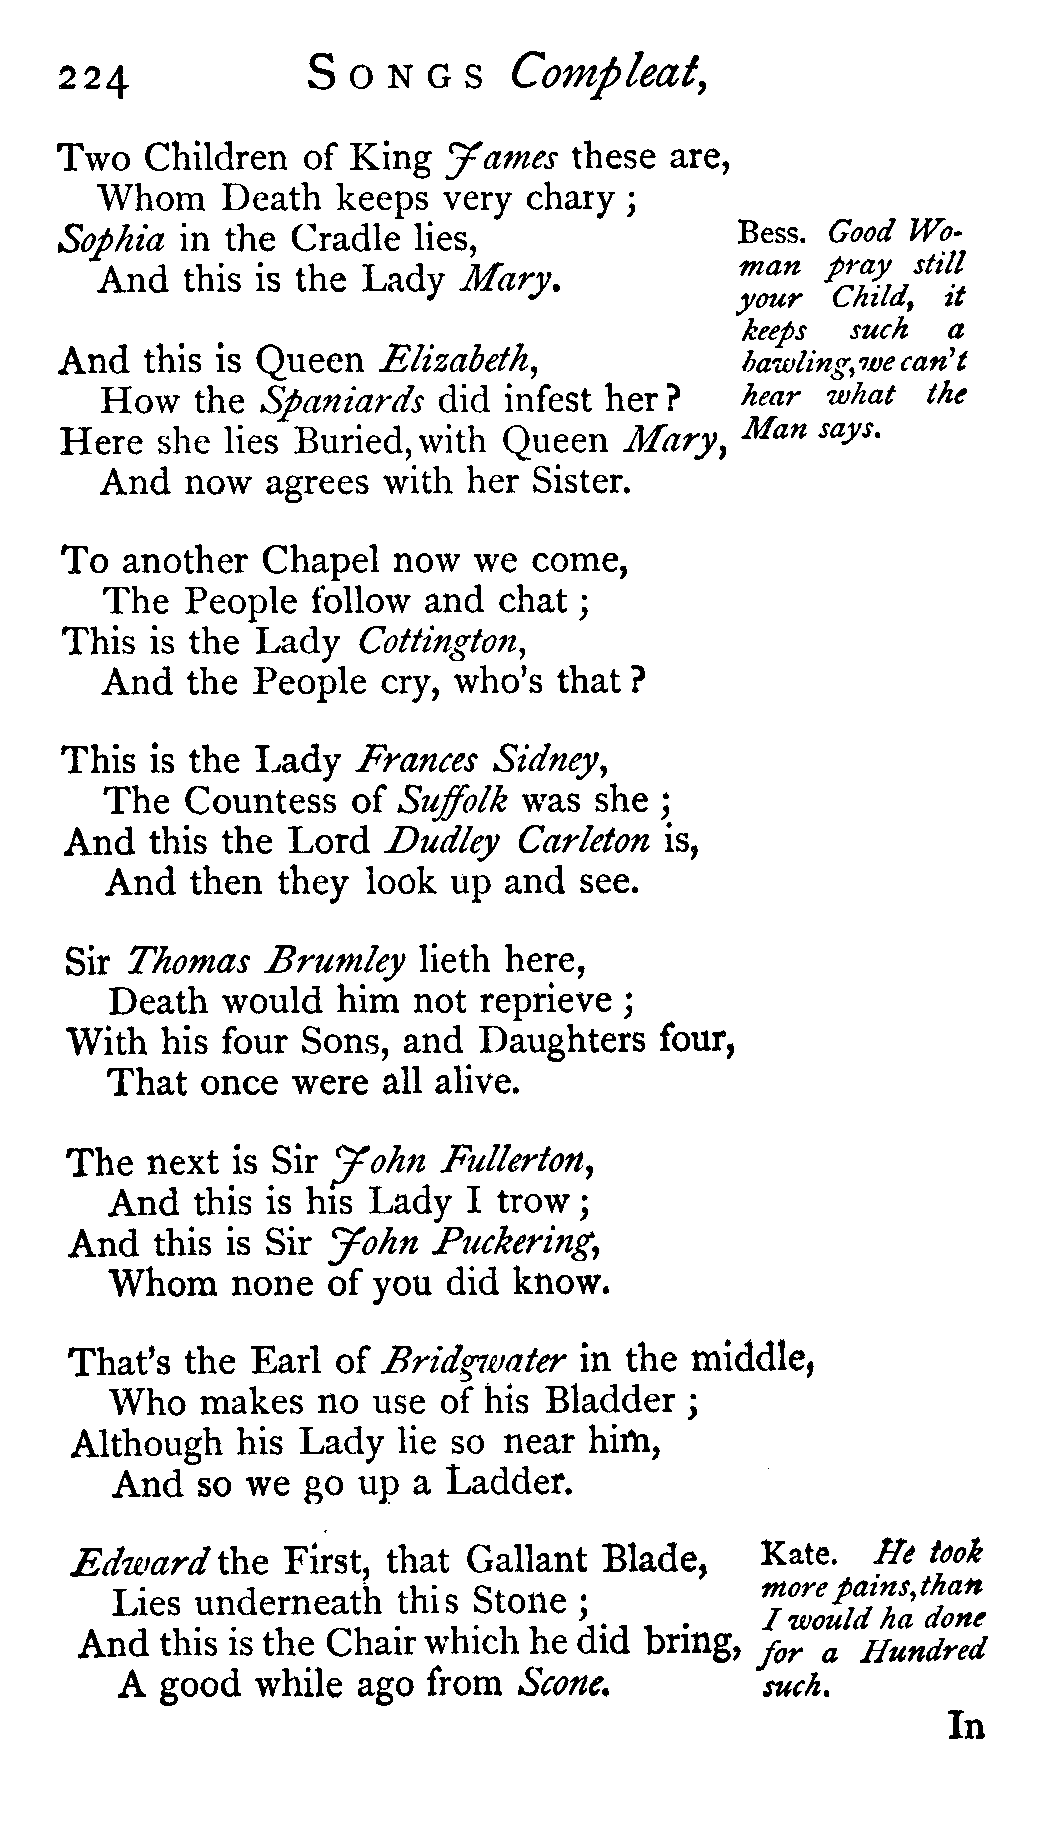 224 SONGS Compleat,
Two Children of King James these are,
Whom Death keeps very chary ;
Sophia in the Cradle lies,
And this is the Lady Mary.
Bess. Good Wo-
man pray still
your Child, it
keeps such a
bawling, we can't
hear what the
Man says.
And this is Queen Elizabeth,
How the Spaniards did infest her ?
Here she lies Buried, with Queen Mary,
And now agrees with her Sister.
To another Chapel now we come,
The People follow and chat ;
This is the Lady Cottington,
And the People cry, who's that ?
This is the Lady Frances Sidney,
The Countess of Suffolk was she ;
And this the Lord Dudley Carleton is,
And then they look up and see.
Sir Thomas Brumley lieth here,
Death would him not reprieve ;
With his four Sons, and Daughters four,
That once were all alive.
The next is Sir John Fullerton,
And this is his Lady I trow ;
And this is Sir John Puckering,
Whom none of you did know.
That's the Earl of Bridgwater in the middle,
Who makes no use of his Bladder ;
Although his Lady lie so near him,
And so we go up a Ladder.
Edward the First, that Gallant Blade,
Lies underneath this Stone ;
And this is the Chair which he did bring,
A good while ago from Scone.
Kate. He took
more pains, than
I would ha done
for a Hundred
such.
In